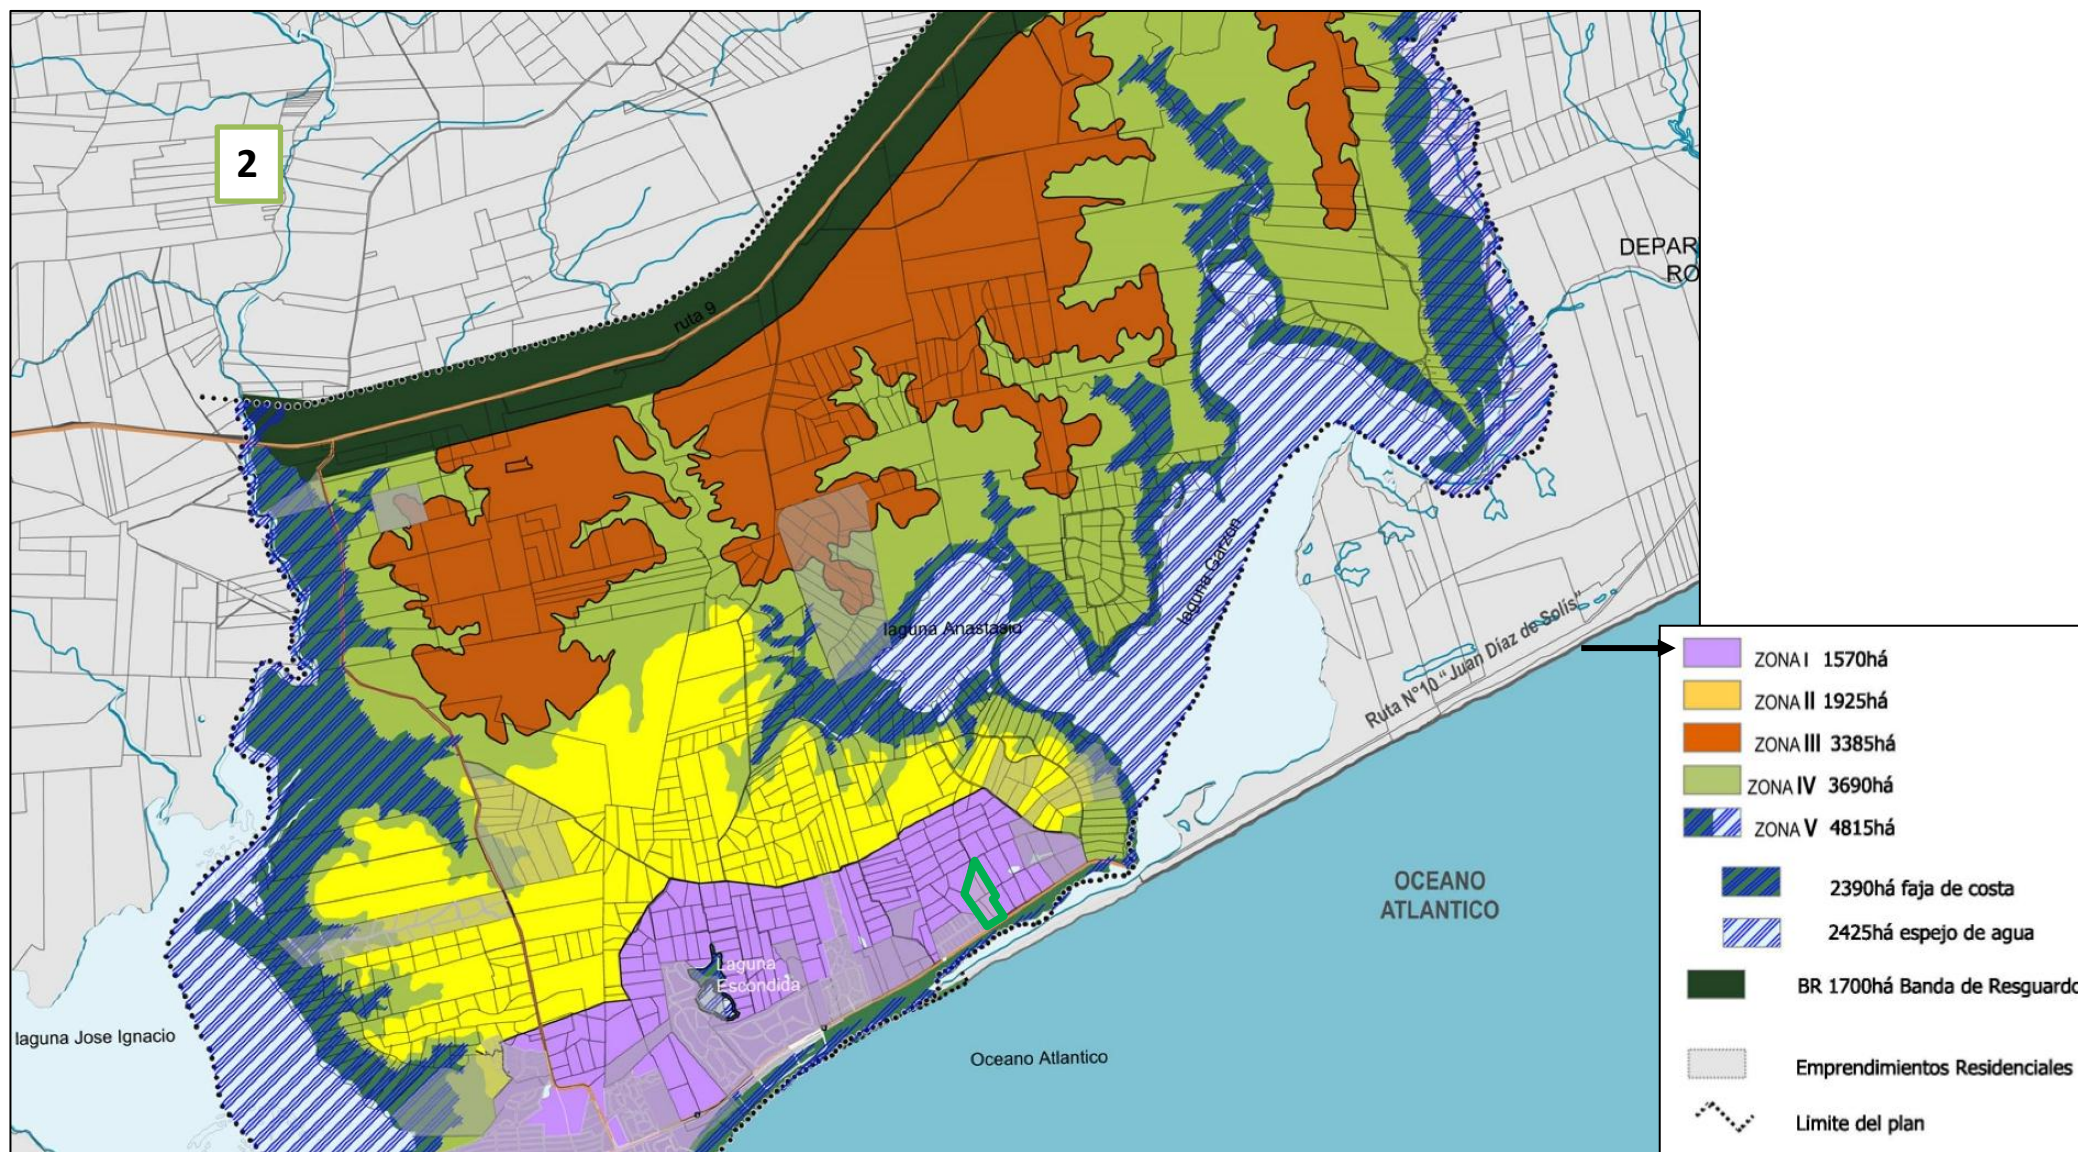 2
DEPAR
RO
ruta 9
laguna Garzon
laguna Anastasio
Ruta N°10 "Juan Díaz de Solís"
ZONA I 1570há
ZONA II 1925há
ZONA III 3385há
ZONA IV 3690há
ZONA V 4815há
2390há faja de costa
2425há espejo de agua
BR 1700há Banda de Resguardo
Emprendimientos Residenciales
Limite del plan
OCEANO
ATLANTICO
Laguna
Escondida
laguna Jose Ignacio
Oceano Atlantico